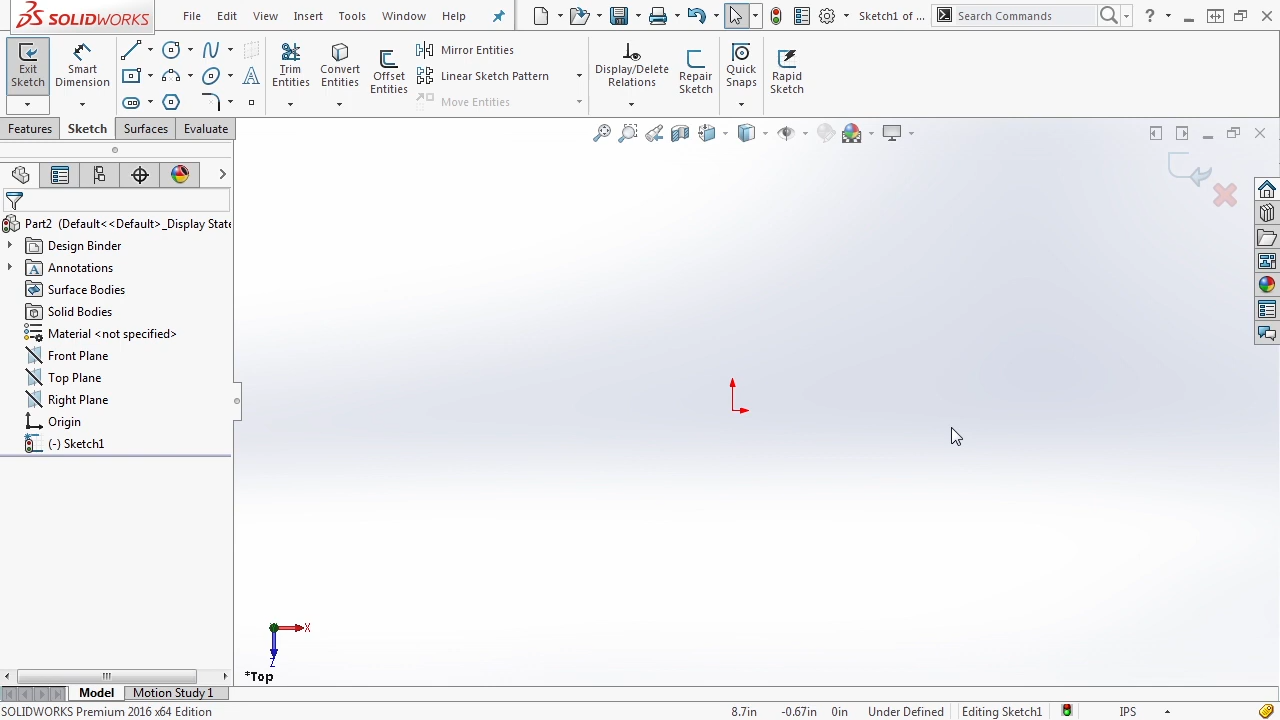 SOLIDWORKS File Edit View Insert Tools Window Help Sketch1 of ... Search Commands ?
Exit Sketch
Smart Dimension
Trim Entities
Convert Entities
Offset Entities
Mirror Entities
Linear Sketch Pattern
Move Entities
Display/Delete Relations
Repair Sketch
Quick Snaps
Rapid Sketch
Features Sketch Surfaces Evaluate
Part2 (Default<<Default>_Display State
Design Binder
Annotations
Surface Bodies
Solid Bodies
Material <not specified>
Front Plane
Top Plane
Right Plane
Origin
(-) Sketch1
X
Z
*Top
Model Motion Study 1
SOLIDWORKS Premium 2016 x64 Edition 8.7in -0.67in 0in Under Defined Editing Sketch1 IPS